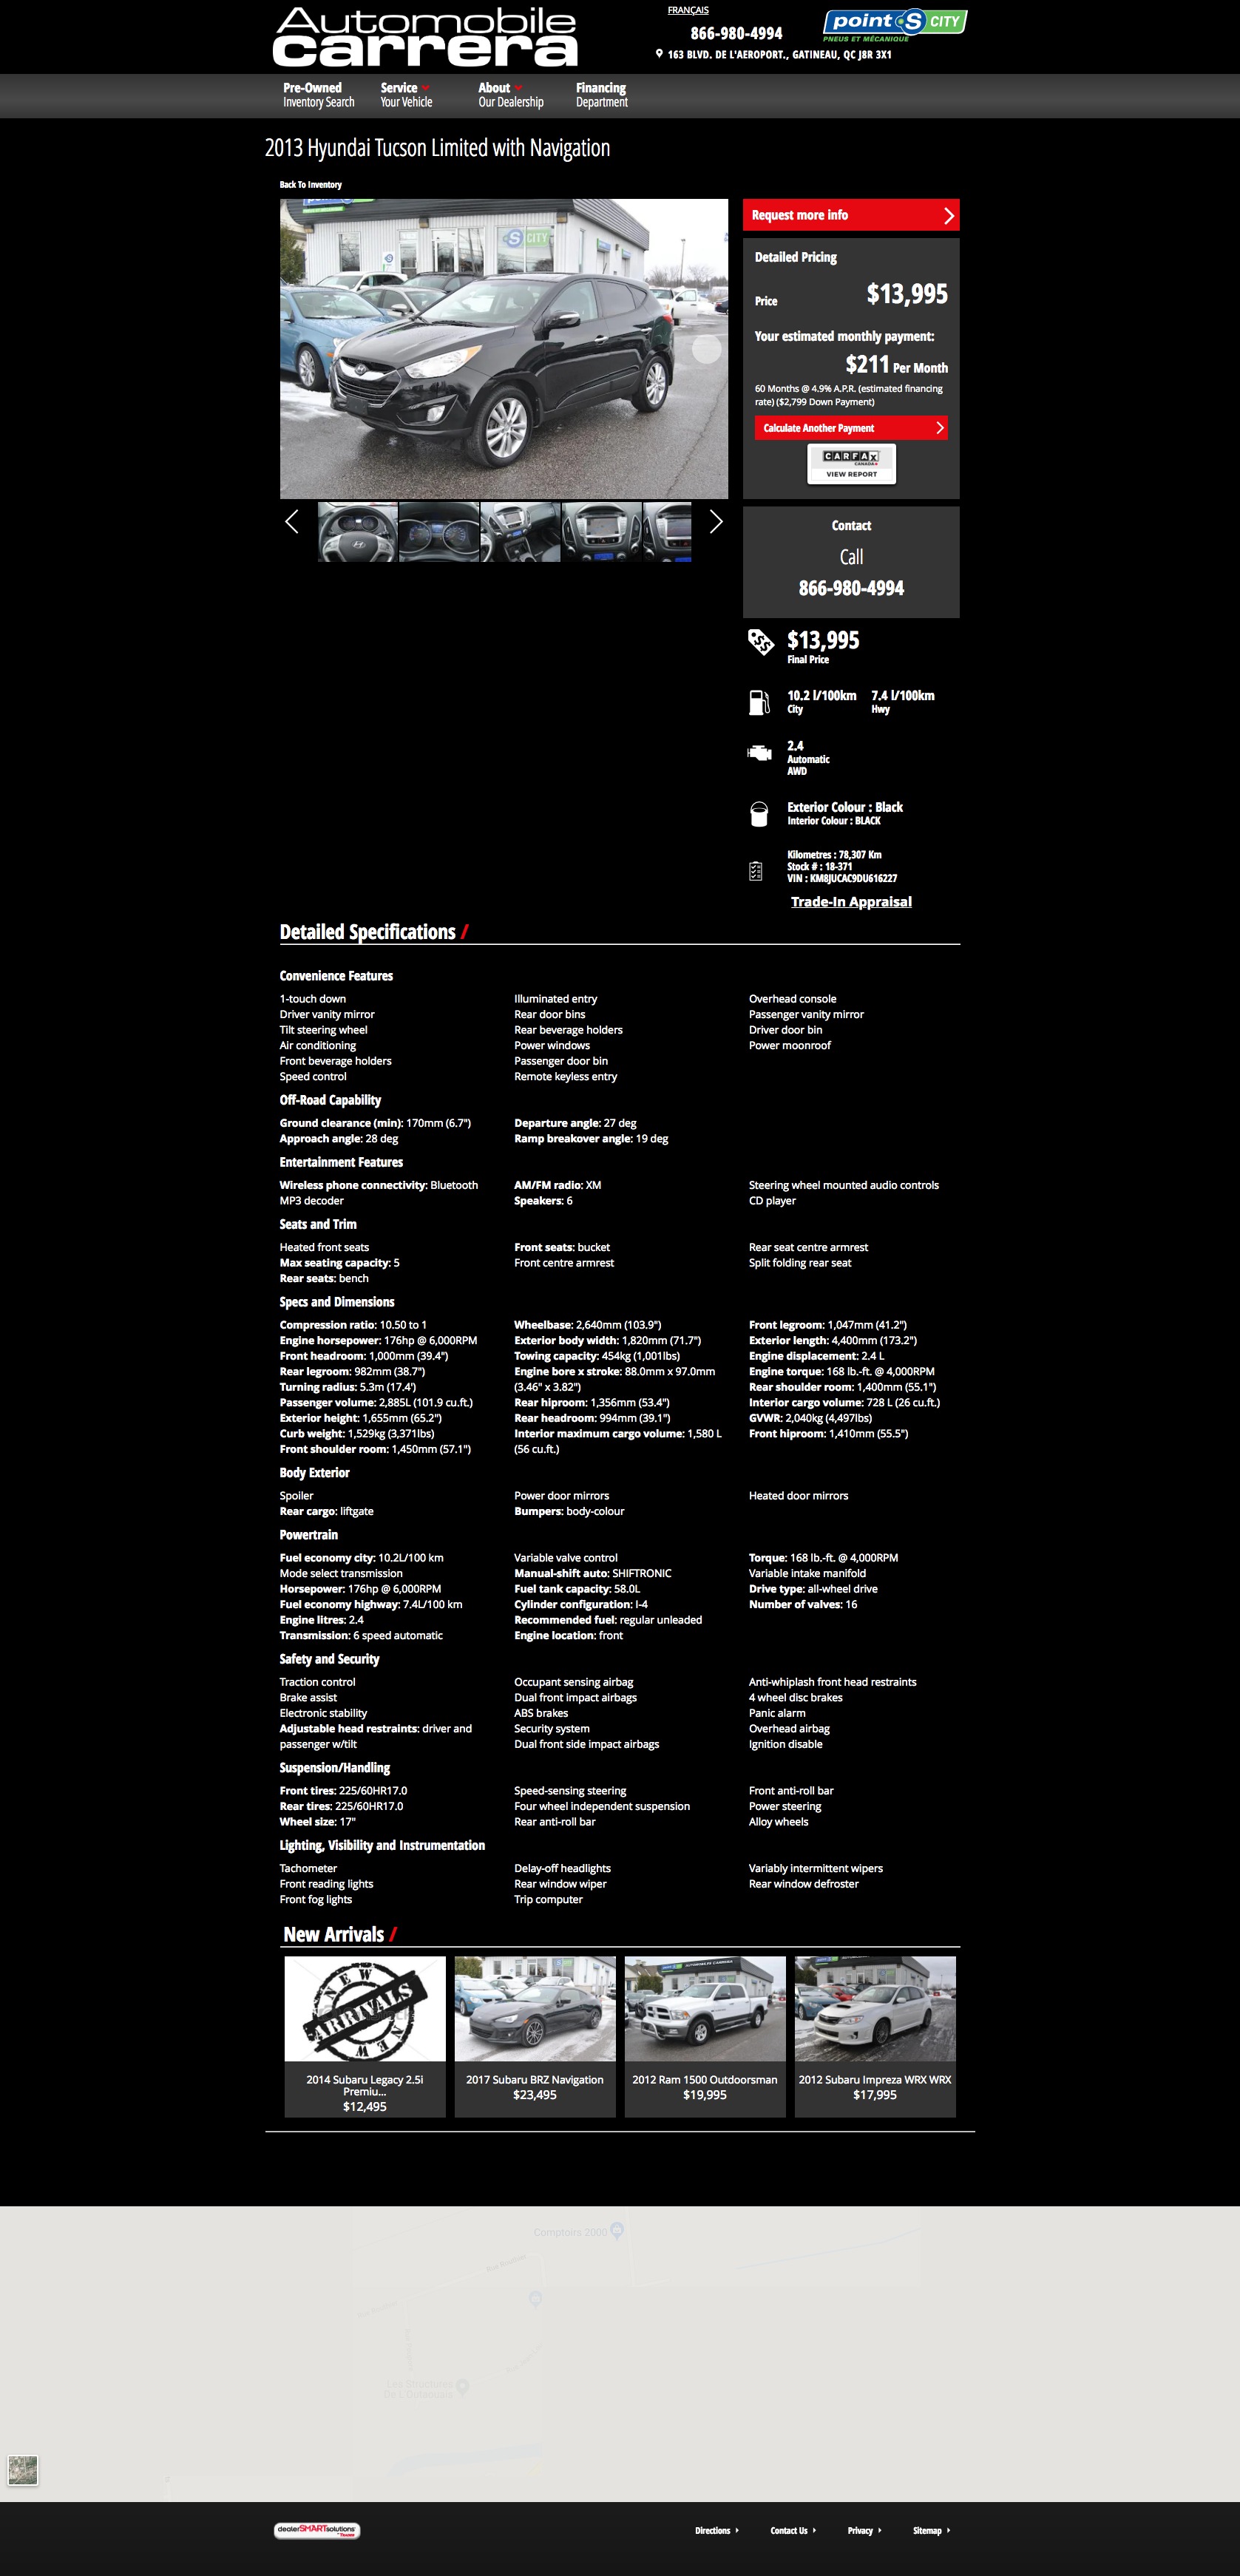 Automobile
carrera
FRANÇAIS
866-980-4994
163 BLVD. DE L'AEROPORT., GATINEAU, QC J8R 3X1
point S CITY
PNEUS ET MÉCANIQUE
Pre-Owned
Inventory Search
Service
Your Vehicle
About
Our Dealership
Financing
Department
2013 Hyundai Tucson Limited with Navigation
Back To Inventory
S CITY
Request more info
Detailed Pricing
Price $13,995
Your estimated monthly payment:
$211 Per Month
60 Months @ 4.9% A.P.R. (estimated financing
rate) ($2,799 Down Payment)
Calculate Another Payment
CARFAX
CANADA
VIEW REPORT
Contact
Call
866-980-4994
$13,995
Final Price
10.2 l/100km 7.4 l/100km
City Hwy
2.4
Automatic
AWD
Exterior Colour : Black
Interior Colour : BLACK
Kilometres : 78,307 Km
Stock # : 18-371
VIN : KM8JUCAC9DU616227
Trade-In Appraisal
Detailed Specifications /
Convenience Features
1-touch down Illuminated entry Overhead console
Driver vanity mirror Rear door bins Passenger vanity mirror
Tilt steering wheel Rear beverage holders Driver door bin
Air conditioning Power windows Power moonroof
Front beverage holders Passenger door bin
Speed control Remote keyless entry
Off-Road Capability
Ground clearance (min): 170mm (6.7") Departure angle: 27 deg
Approach angle: 28 deg Ramp breakover angle: 19 deg
Entertainment Features
Wireless phone connectivity: Bluetooth AM/FM radio: XM Steering wheel mounted audio controls
MP3 decoder Speakers: 6 CD player
Seats and Trim
Heated front seats Front seats: bucket Rear seat centre armrest
Max seating capacity: 5 Front centre armrest Split folding rear seat
Rear seats: bench
Specs and Dimensions
Compression ratio: 10.50 to 1 Wheelbase: 2,640mm (103.9") Front legroom: 1,047mm (41.2")
Engine horsepower: 176hp @ 6,000RPM Exterior body width: 1,820mm (71.7") Exterior length: 4,400mm (173.2")
Front headroom: 1,000mm (39.4") Towing capacity: 454kg (1,001lbs) Engine displacement: 2.4 L
Rear legroom: 982mm (38.7") Engine bore x stroke: 88.0mm x 97.0mm Engine torque: 168 lb.-ft. @ 4,000RPM
Turning radius: 5.3m (17.4') (3.46" x 3.82") Rear shoulder room: 1,400mm (55.1")
Passenger volume: 2,885L (101.9 cu.ft.) Rear hiproom: 1,356mm (53.4") Interior cargo volume: 728 L (26 cu.ft.)
Exterior height: 1,655mm (65.2") Rear headroom: 994mm (39.1") GVWR: 2,040kg (4,497lbs)
Curb weight: 1,529kg (3,371lbs) Interior maximum cargo volume: 1,580 L Front hiproom: 1,410mm (55.5")
Front shoulder room: 1,450mm (57.1") (56 cu.ft.)
Body Exterior
Spoiler Power door mirrors Heated door mirrors
Rear cargo: liftgate Bumpers: body-colour
Powertrain
Fuel economy city: 10.2L/100 km Variable valve control Torque: 168 lb.-ft. @ 4,000RPM
Mode select transmission Manual-shift auto: SHIFTRONIC Variable intake manifold
Horsepower: 176hp @ 6,000RPM Fuel tank capacity: 58.0L Drive type: all-wheel drive
Fuel economy highway: 7.4L/100 km Cylinder configuration: I-4 Number of valves: 16
Engine litres: 2.4 Recommended fuel: regular unleaded
Transmission: 6 speed automatic Engine location: front
Safety and Security
Traction control Occupant sensing airbag Anti-whiplash front head restraints
Brake assist Dual front impact airbags 4 wheel disc brakes
Electronic stability ABS brakes Panic alarm
Adjustable head restraints: driver and Security system Overhead airbag
passenger w/tilt Dual front side impact airbags Ignition disable
Suspension/Handling
Front tires: 225/60HR17.0 Speed-sensing steering Front anti-roll bar
Rear tires: 225/60HR17.0 Four wheel independent suspension Power steering
Wheel size: 17" Rear anti-roll bar Alloy wheels
Lighting, Visibility and Instrumentation
Tachometer Delay-off headlights Variably intermittent wipers
Front reading lights Rear window wiper Rear window defroster
Front fog lights Trip computer
New Arrivals /
NEW
ARRIVALS
NEW
2014 Subaru Legacy 2.5i
Premiu...
$12,495
2017 Subaru BRZ Navigation
$23,495
2012 Ram 1500 Outdoorsman
$19,995
2012 Subaru Impreza WRX WRX
$17,995
Comptoirs 2000
Les Structures
De L'Outaouais
dealerSMARTsolutions
Directions
Contact Us
Privacy
Sitemap